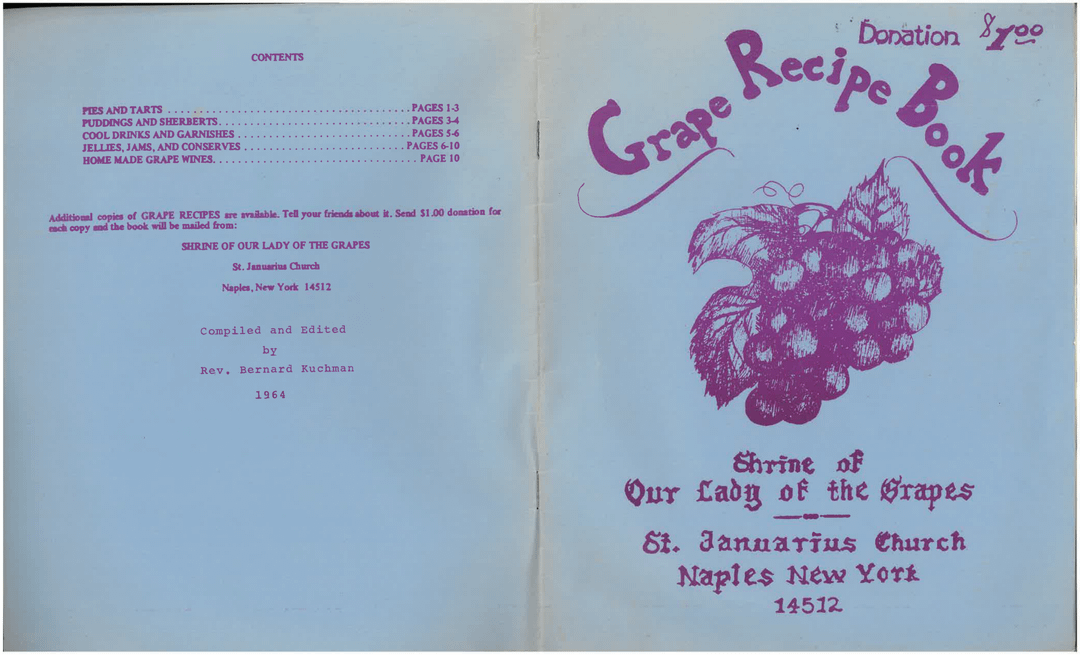 CONTENTS
PIES AND TARTS . . . . . . . . . . . . . . . . . . . . . . . . . . . . . . . . . . . . . . PAGES 1-3
PUDDINGS AND SHERBERTS. . . . . . . . . . . . . . . . . . . . . . . . . . . . . . PAGES 3-4
COOL DRINKS AND GARNISHES . . . . . . . . . . . . . . . . . . . . . . . . . . . PAGES 5-6
JELLIES, JAMS, AND CONSERVES . . . . . . . . . . . . . . . . . . . . . . . . . PAGES 6-10
HOME MADE GRAPE WINES. . . . . . . . . . . . . . . . . . . . . . . . . . . . . . . PAGE 10
Additional copies of GRAPE RECIPES are available. Tell your friends about it. Send $1.00 donation for
each copy and the book will be mailed from:
SHRINE OF OUR LADY OF THE GRAPES
St. Januarius Church
Naples, New York 14512
Compiled and Edited
by
Rev. Bernard Kuchman
1964
Donation $1.00
Grape Recipe Book
Shrine of
Our Lady of the Grapes
St. Januarius Church
Naples New York
14512